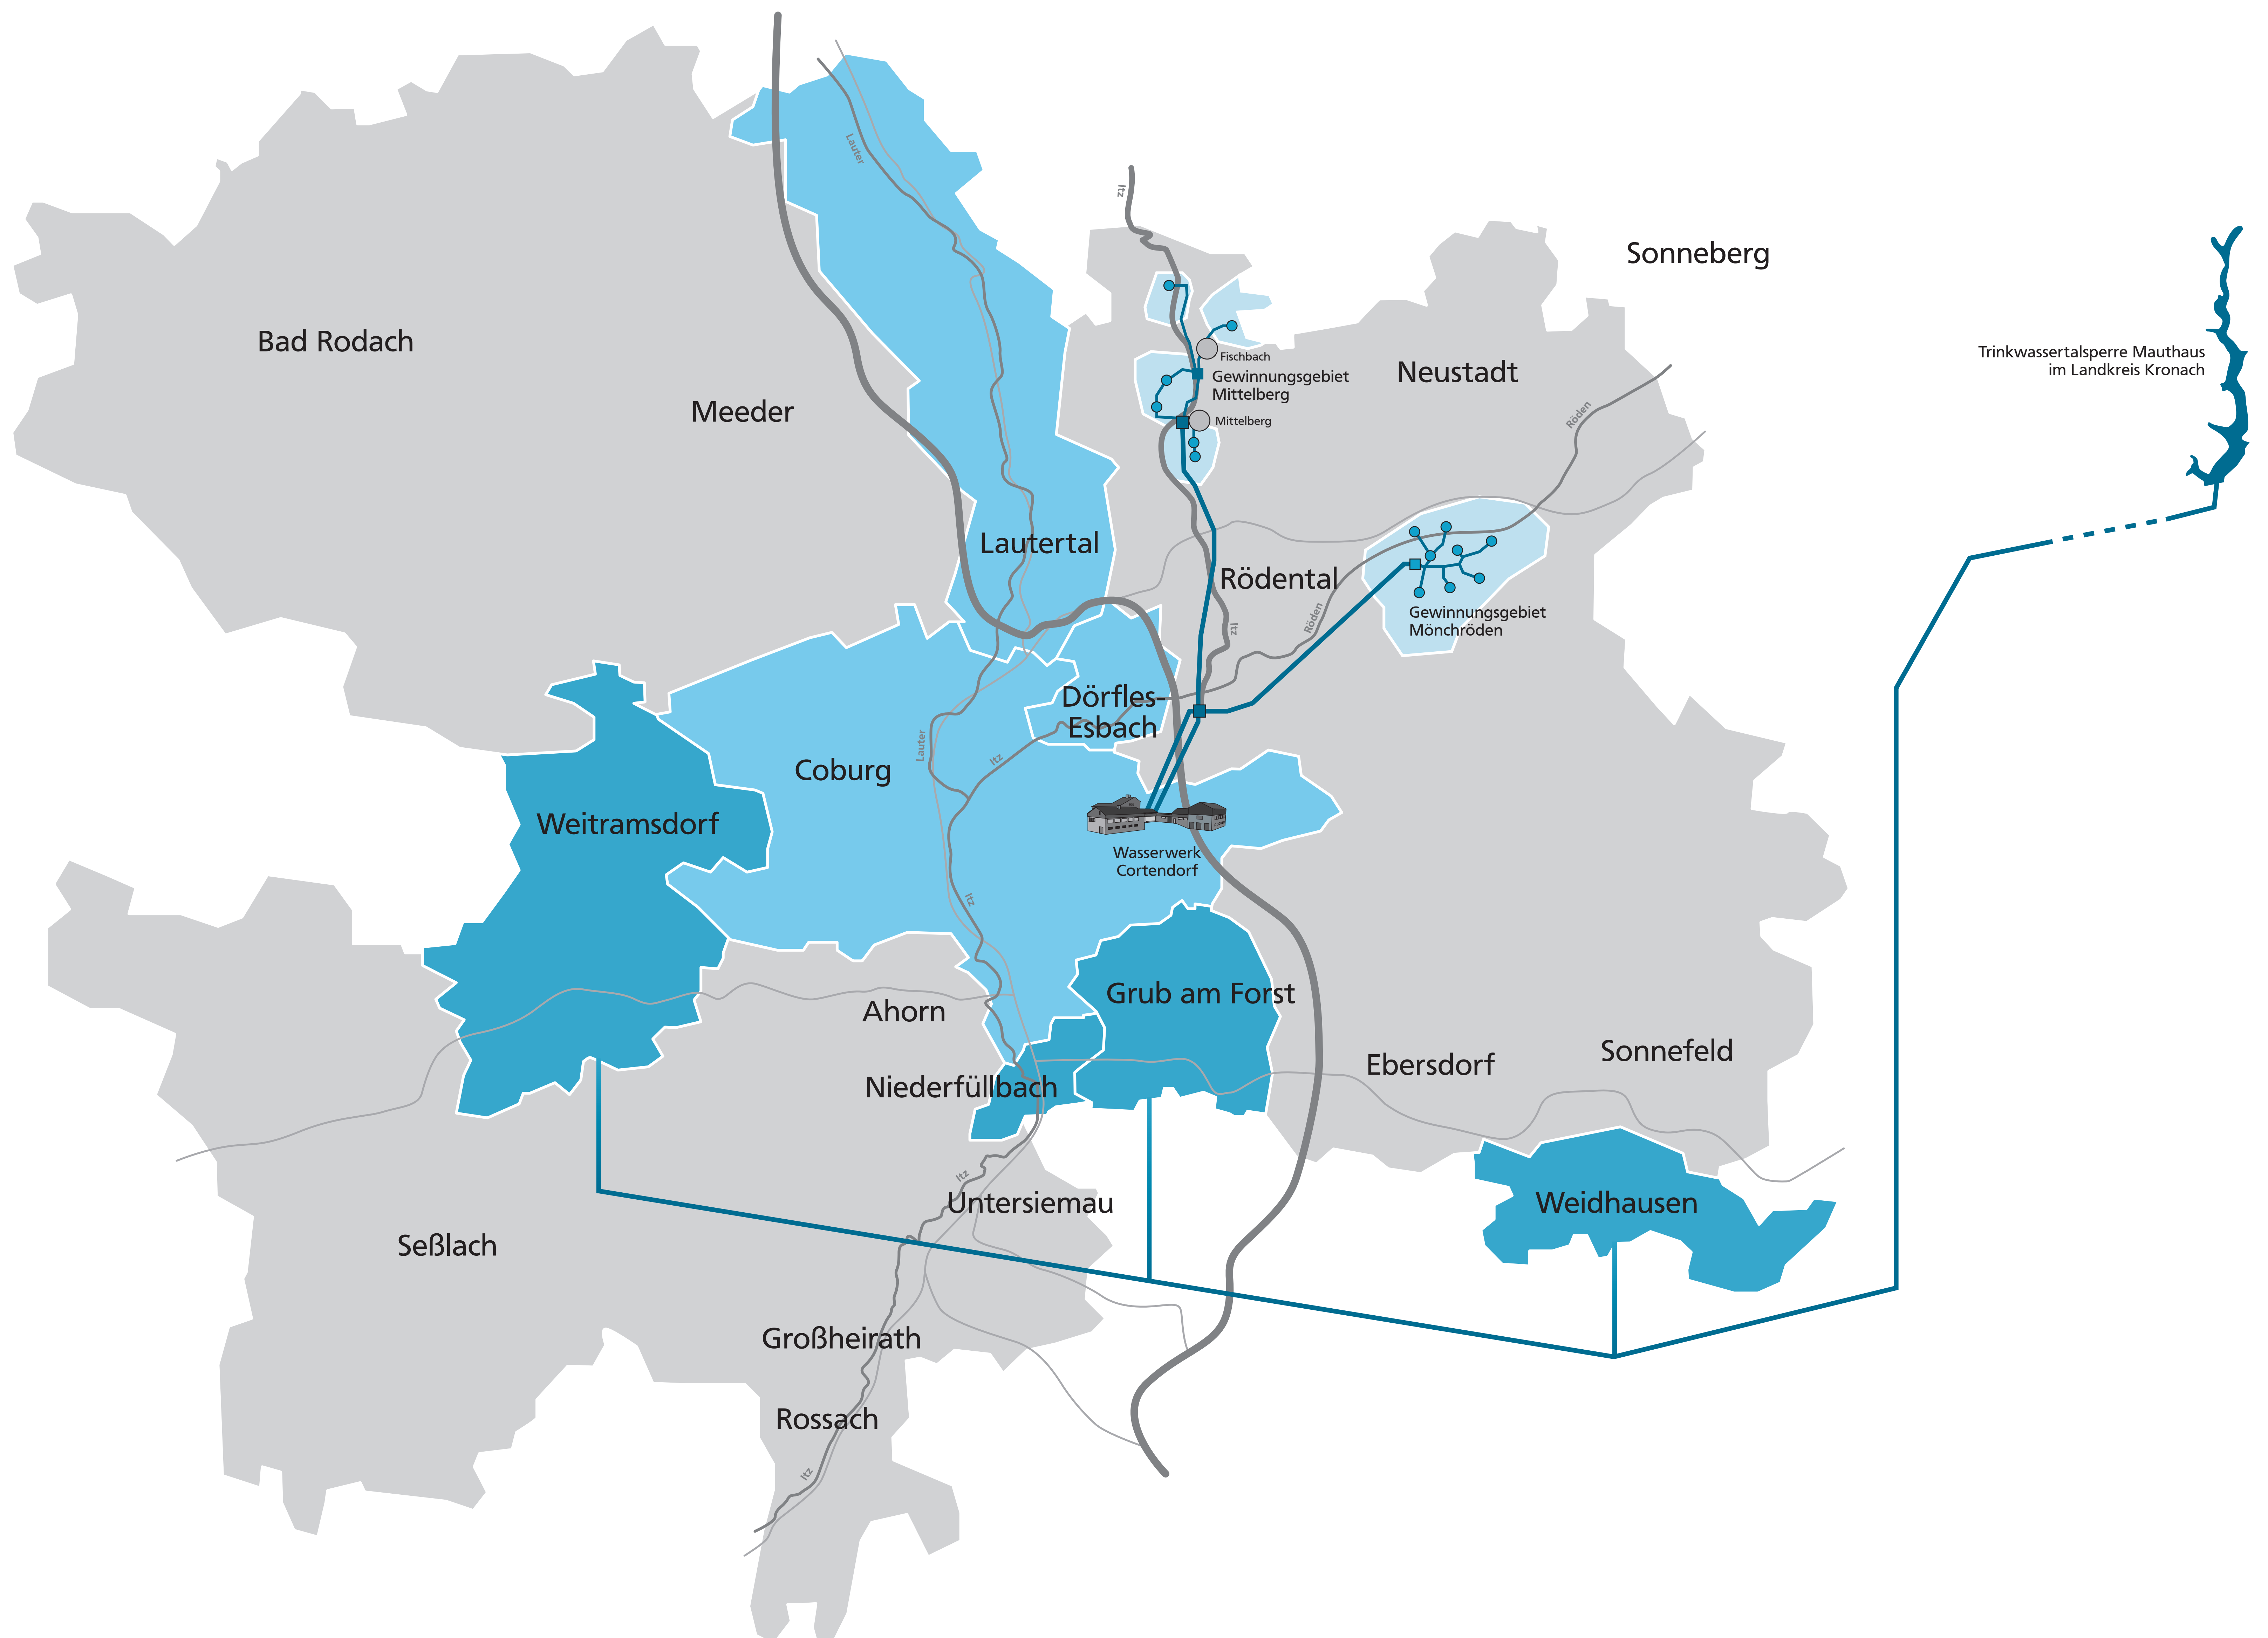 Lauter
Itz
Sonneberg
Bad Rodach
Fischbach
Trinkwassertalsperre Mauthaus
im Landkreis Kronach
Gewinnungsgebiet
Mittelberg
Neustadt
Meeder
Röden
Mittelberg
Lautertal
Rödental
Röden
Gewinnungsgebiet
Mönchröden
Itz
Dörfles-
Esbach
Lauter
Itz
Coburg
Weitramsdorf
Wasserwerk
Cortendorf
Itz
Grub am Forst
Ahorn
Sonnefeld
Ebersdorf
Niederfüllbach
Itz
Untersiemau
Weidhausen
Seßlach
Großheirath
Rossach
Itz